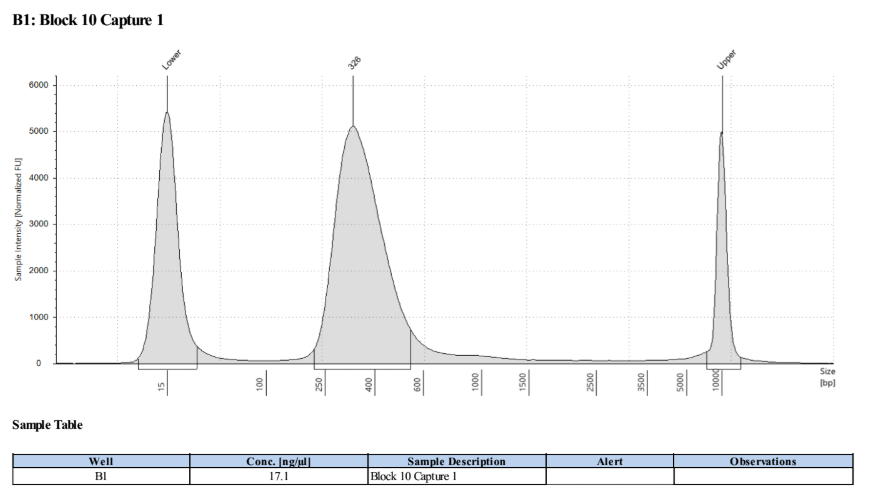 B1: Block 10 Capture 1
Lower
326
Upper
6000
5000
4000
3000
2000
1000
0
Sample Intensity [Normalized FU]
15
100
250
400
600
1000
1500
2500
3500
5000
10000
Size
[bp]
Sample Table
Well Conc. [ng/µl] Sample Description Alert Observations
B1 17.1 Block 10 Capture 1